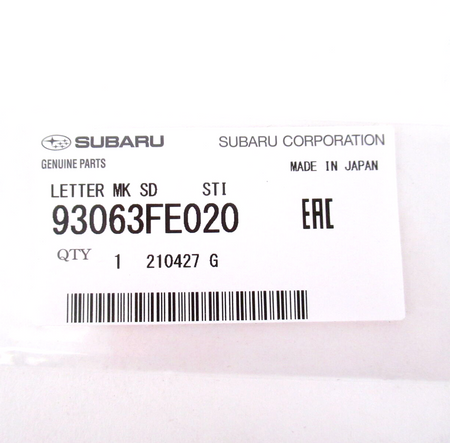 SUBARU SUBARU CORPORATION
GENUINE PARTS MADE IN JAPAN
LETTER MK SD STI
93063FE020 EAC
QTY 1 210427 G